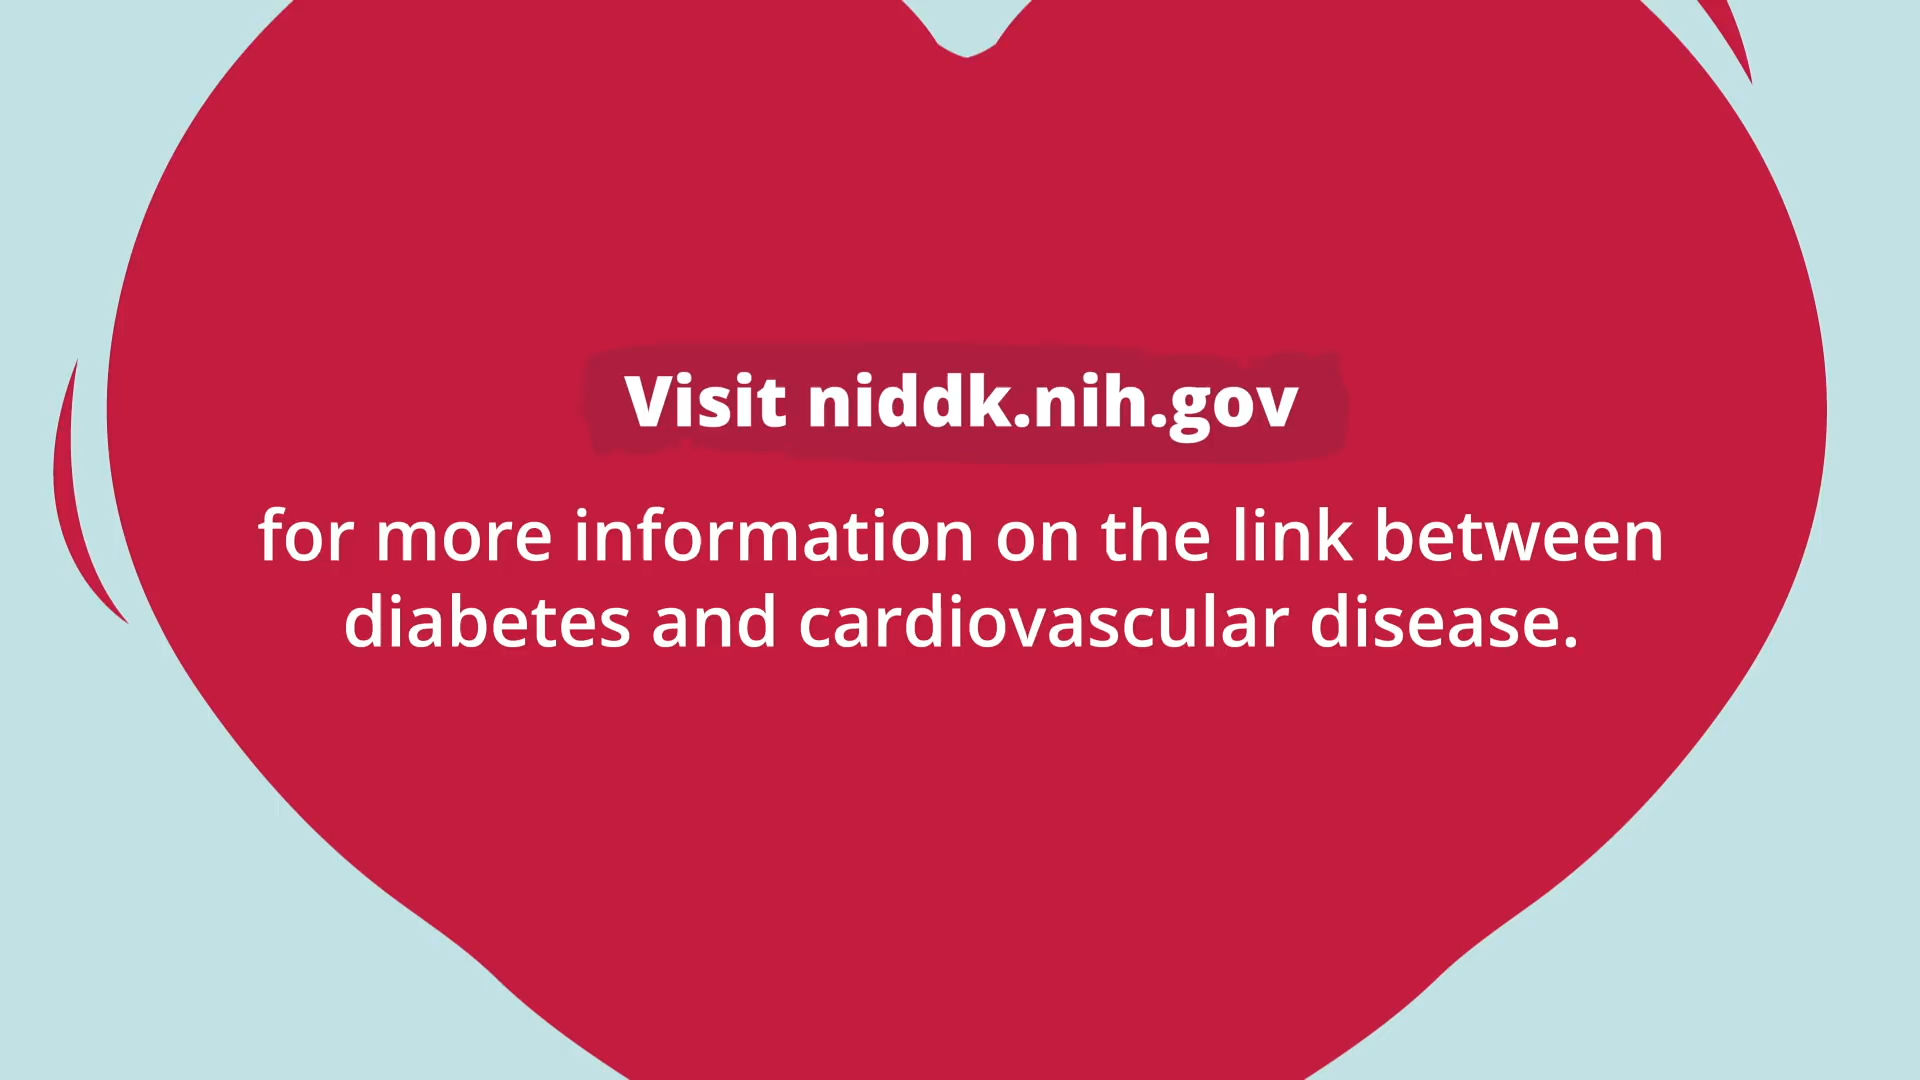 Visit niddk.nih.gov
for more information on the link between
diabetes and cardiovascular disease.